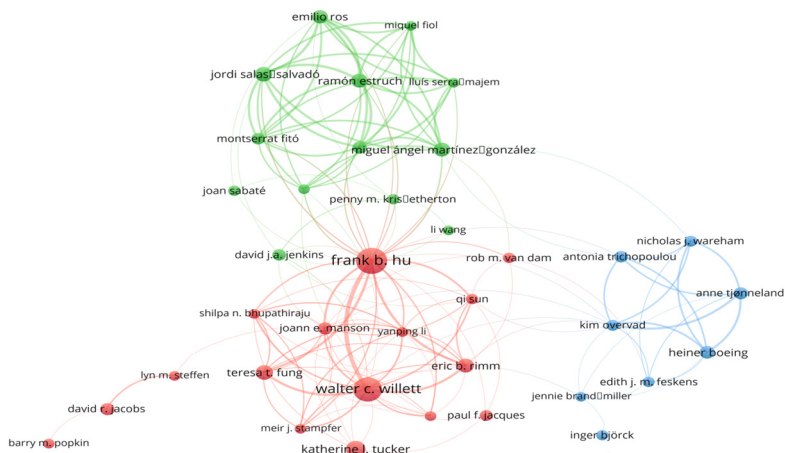 emilio ros
miquel fiol
jordi salas▯salvadó
ramón estruch
lluís serra▯majem
montserrat fitó
miguel ángel martínez▯gonzález
joan sabaté
penny m. kris▯etherton
li wang
david j.a. jenkins
frank b. hu
rob m. van dam
nicholas j. wareham
antonia trichopoulou
anne tjønneland
qi sun
shilpa n. bhupathiraju
joann e. manson
yanping li
kim overvad
heiner boeing
eric b. rimm
teresa t. fung
lyn m. steffen
walter c. willett
edith j. m. feskens
jennie brand▯miller
david r. jacobs
paul f. jacques
meir j. stampfer
inger björck
barry m. popkin
katherine l. tucker